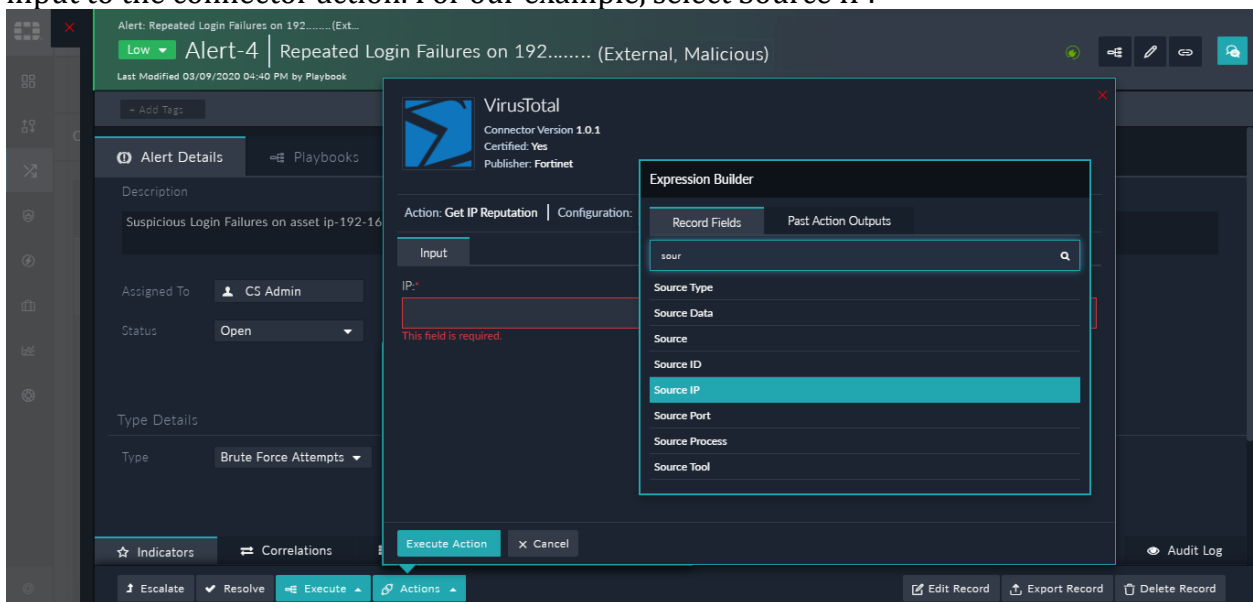 input to the connector action. For our example, select Source IP.
Alert: Repeated Login Failures on 192........(Ext...
Low Alert-4 | Repeated Login Failures on 192........ (External, Malicious)
Last Modified 03/09/2020 04:40 PM by Playbook
+ Add Tags
VirusTotal
Connector Version 1.0.1
Certified: Yes
Publisher: Fortinet
Alert Details Playbooks
Description
Suspicious Login Failures on asset ip-192-16
Action: Get IP Reputation | Configuration:
Input
IP:*
This field is required.
Expression Builder
Record Fields Past Action Outputs
sour
Source Type
Source Data
Source
Source ID
Source IP
Source Port
Source Process
Source Tool
Assigned To CS Admin
Status Open
Type Details
Type Brute Force Attempts
Execute Action X Cancel
Indicators Correlations Audit Log
Escalate Resolve Execute Actions Edit Record Export Record Delete Record